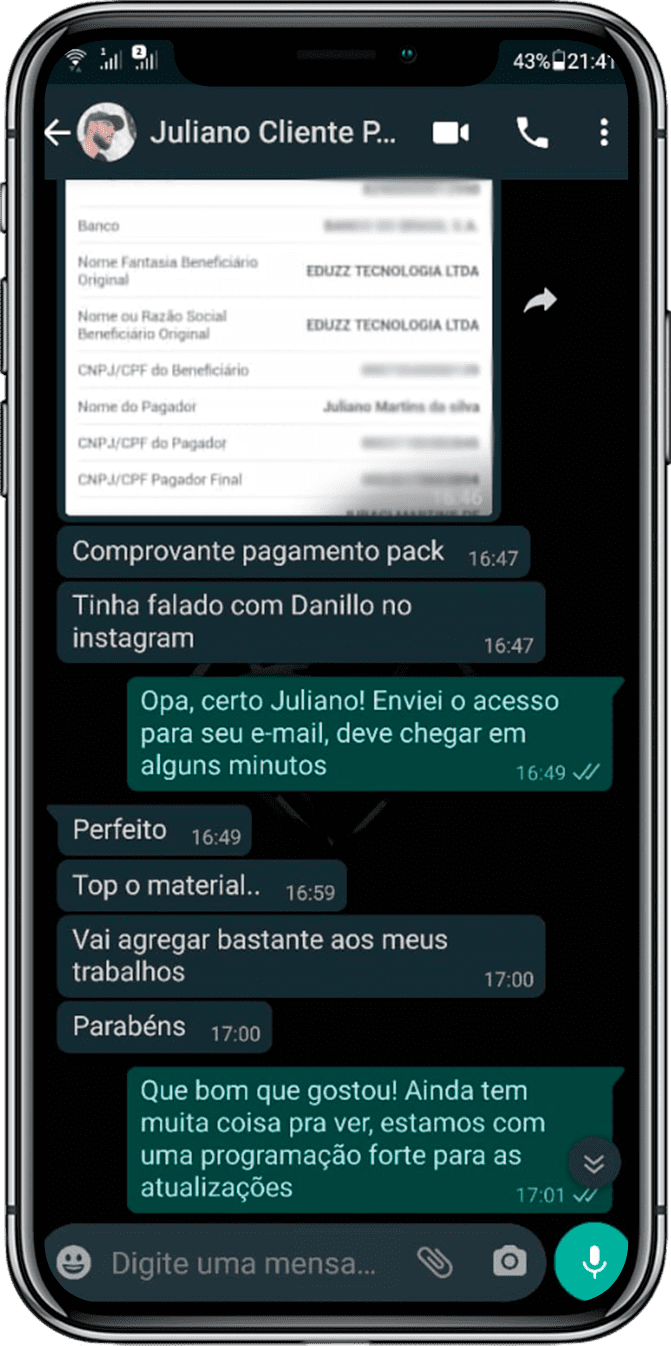 1
2
43%
21:41
Juliano Cliente P...
Banco
Nome Fantasia Beneficiário
Original
EDUZZ TECNOLOGIA LTDA
Nome ou Razão Social
Beneficiário Original
EDUZZ TECNOLOGIA LTDA
CNPJ/CPF do Beneficiário
Nome do Pagador
Juliano Martins da silva
CNPJ/CPF do Pagador
CNPJ/CPF Pagador Final
16:46
Comprovante pagamento pack
16:47
Tinha falado com Danillo no
instagram
16:47
Opa, certo Juliano! Enviei o acesso
para seu e-mail, deve chegar em
alguns minutos
16:49
Perfeito
16:49
Top o material..
16:59
Vai agregar bastante aos meus
trabalhos
17:00
Parabéns
17:00
Que bom que gostou! Ainda tem
muita coisa pra ver, estamos com
uma programação forte para as
atualizações
17:01
Digite uma mensa...